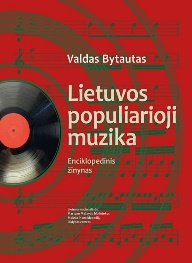 Valdas Bytautas
Lietuvos
populiarioji
muzika
Enciklopedinis
žinynas